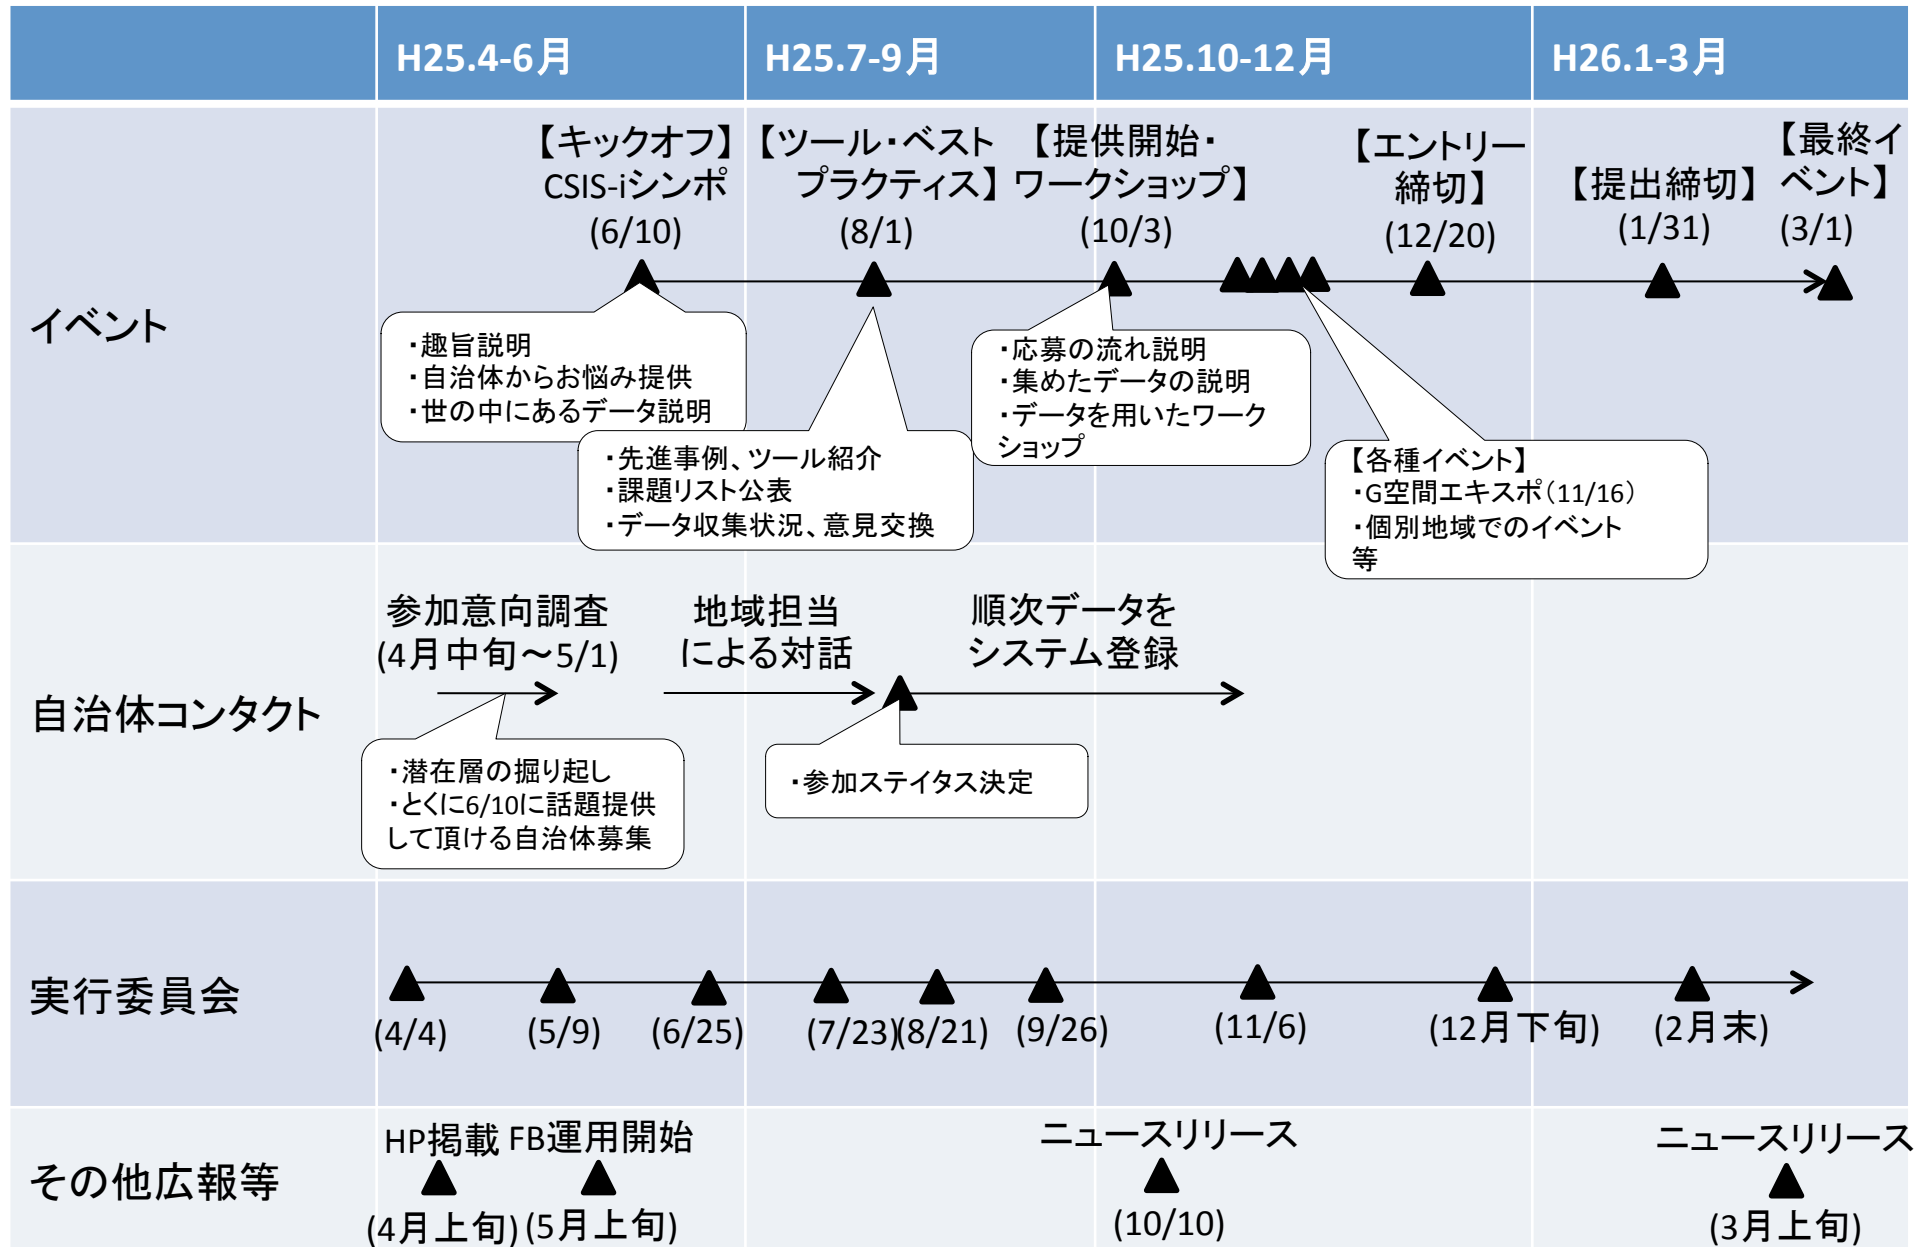 H25.4-6月
H25.7-9月
H25.10-12月
H26.1-3月
イベント
【キックオフ】
CSIS-iシンポ
(6/10)
【ツール・ベスト
プラクティス】
(8/1)
【提供開始・
ワークショップ】
(10/3)
【エントリー
締切】
(12/20)
【提出締切】
(1/31)
【最終イ
ベント】
(3/1)
・趣旨説明
・自治体からお悩み提供
・世の中にあるデータ説明
・先進事例、ツール紹介
・課題リスト公表
・データ収集状況、意見交換
・応募の流れ説明
・集めたデータの説明
・データを用いたワーク
ショップ
【各種イベント】
・G空間エキスポ（11/16）
・個別地域でのイベント
等
自治体コンタクト
参加意向調査
(4月中旬～5/1)
地域担当
による対話
順次データを
システム登録
・潜在層の掘り起し
・とくに6/10に話題提供
して頂ける自治体募集
・参加ステイタス決定
実行委員会
(4/4)
(5/9)
(6/25)
(7/23)
(8/21)
(9/26)
(11/6)
(12月下旬)
(2月末)
その他広報等
HP掲載
(4月上旬)
FB運用開始
(5月上旬)
ニュースリリース
(10/10)
ニュースリリース
(3月上旬)